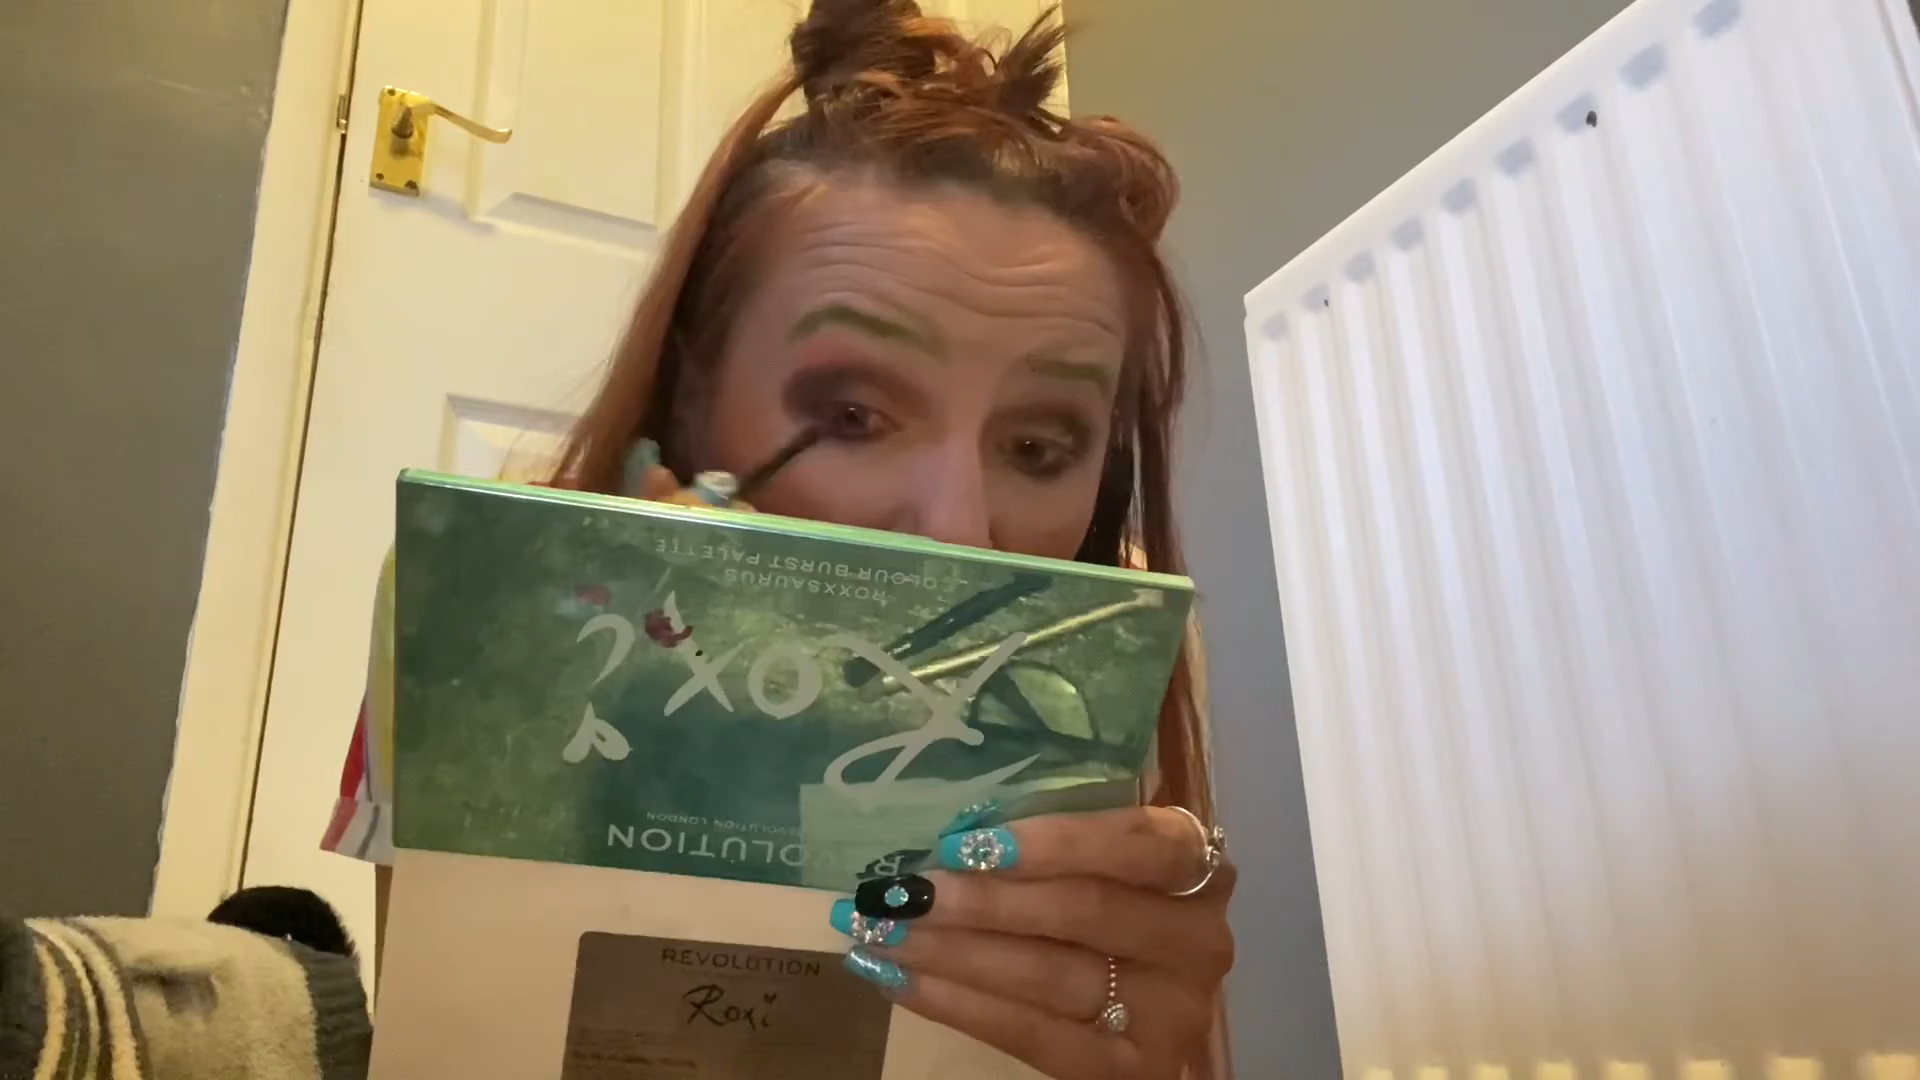 ROXXSAURUS
COLOUR BURST PALETTE
Roxi
REVOLUTION
REVOLUTION LONDON
REVOLUTION
Roxi